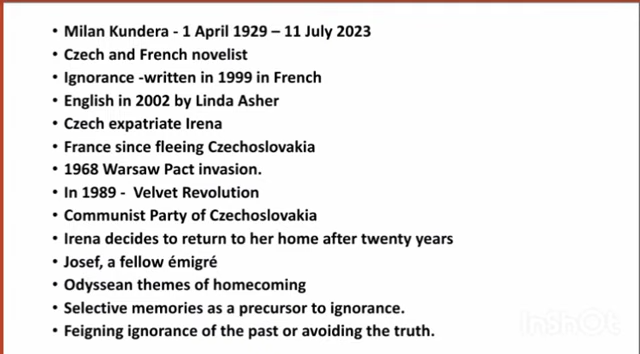 • Milan Kundera - 1 April 1929 – 11 July 2023
• Czech and French novelist
• Ignorance -written in 1999 in French
• English in 2002 by Linda Asher
• Czech expatriate Irena
• France since fleeing Czechoslovakia
• 1968 Warsaw Pact invasion.
• In 1989 - Velvet Revolution
• Communist Party of Czechoslovakia
• Irena decides to return to her home after twenty years
• Josef, a fellow émigré
• Odyssean themes of homecoming
• Selective memories as a precursor to ignorance.
• Feigning ignorance of the past or avoiding the truth.
InShOt